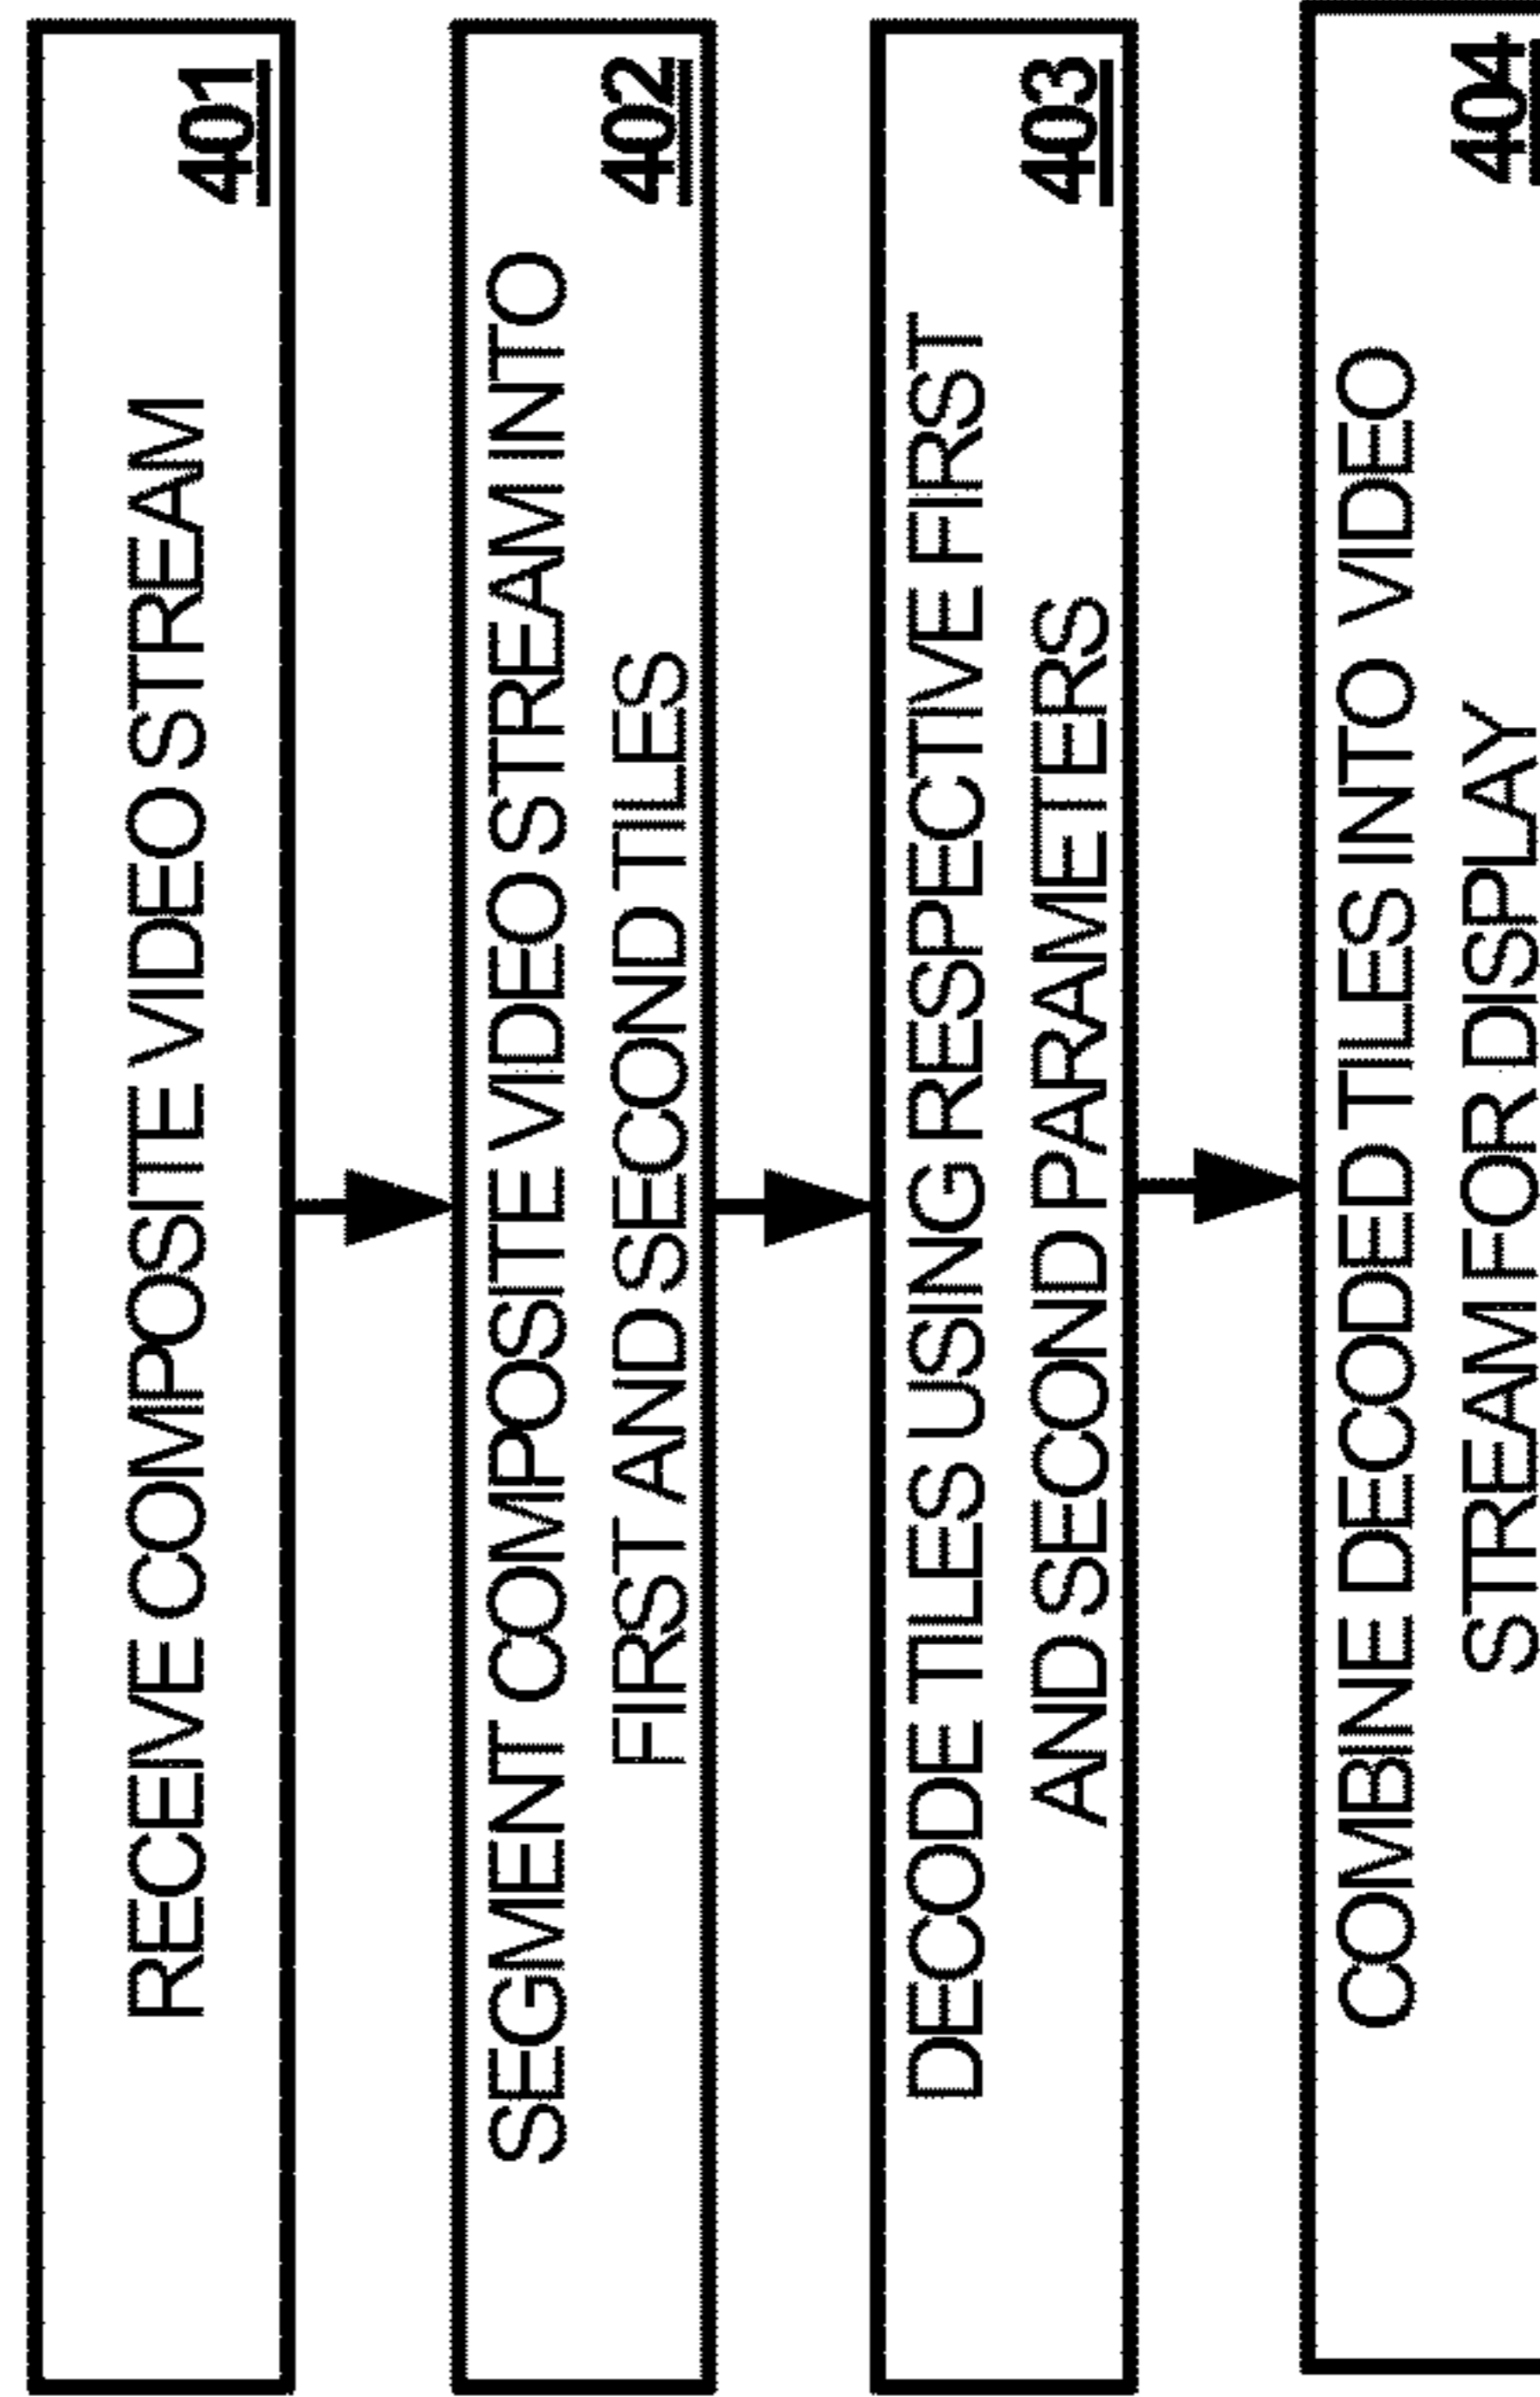 RECEIVE COMPOSITE VIDEO STREAM
401
SEGMENT COMPOSITE VIDEO STREAM INTO
FIRST AND SECOND TILES
402
DECODE TILES USING RESPECTIVE FIRST
AND SECOND PARAMETERS
403
COMBINE DECODED TILES INTO VIDEO
STREAM FOR DISPLAY
404